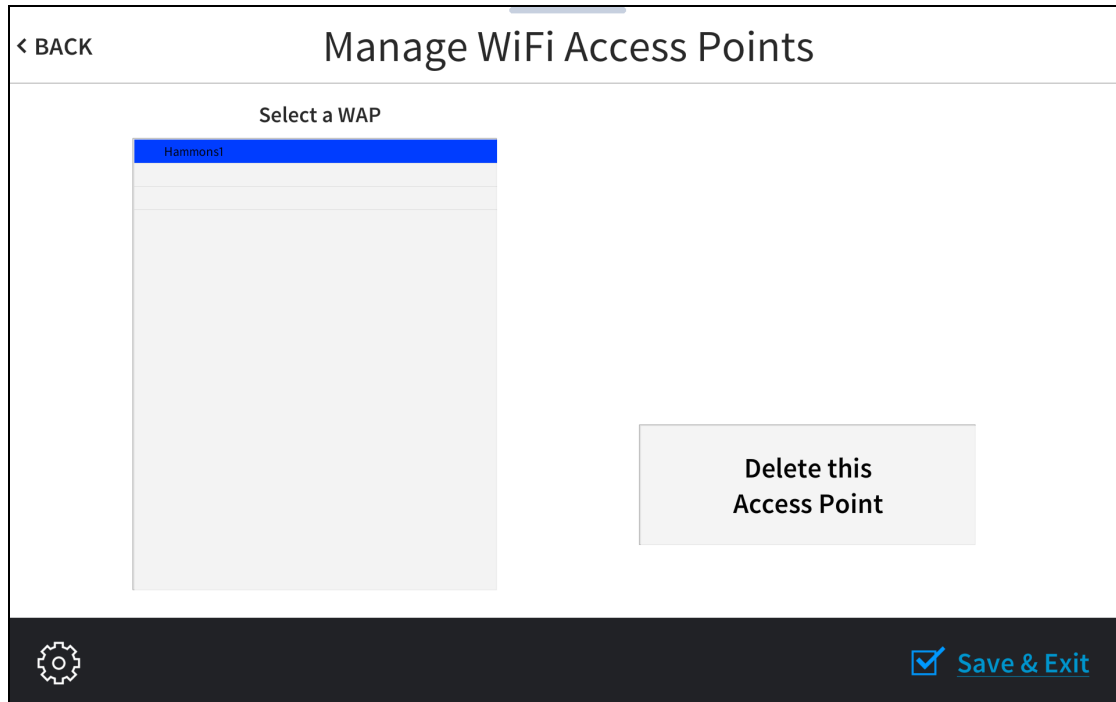 < BACK
Manage WiFi Access Points
Select a WAP
Hammons1
Delete this
Access Point
Save & Exit